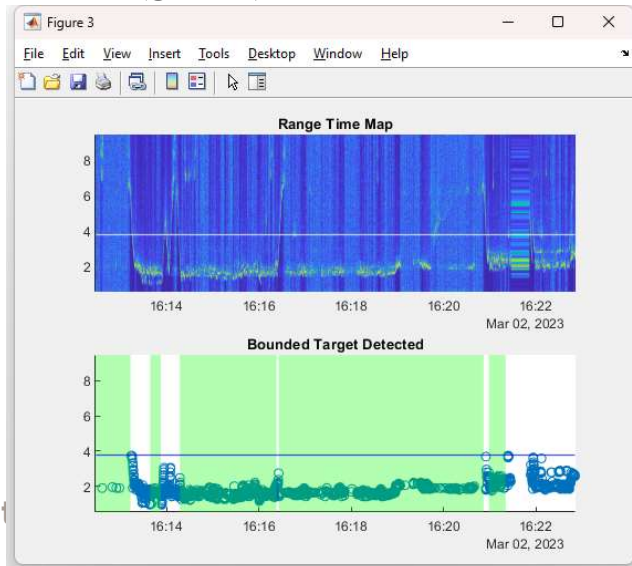 Figure 3
File Edit View Insert Tools Desktop Window Help
Range Time Map
8
6
4
2
16:14 16:16 16:18 16:20 16:22
Mar 02, 2023
Bounded Target Detected
8
6
4
2
16:14 16:16 16:18 16:20 16:22
Mar 02, 2023